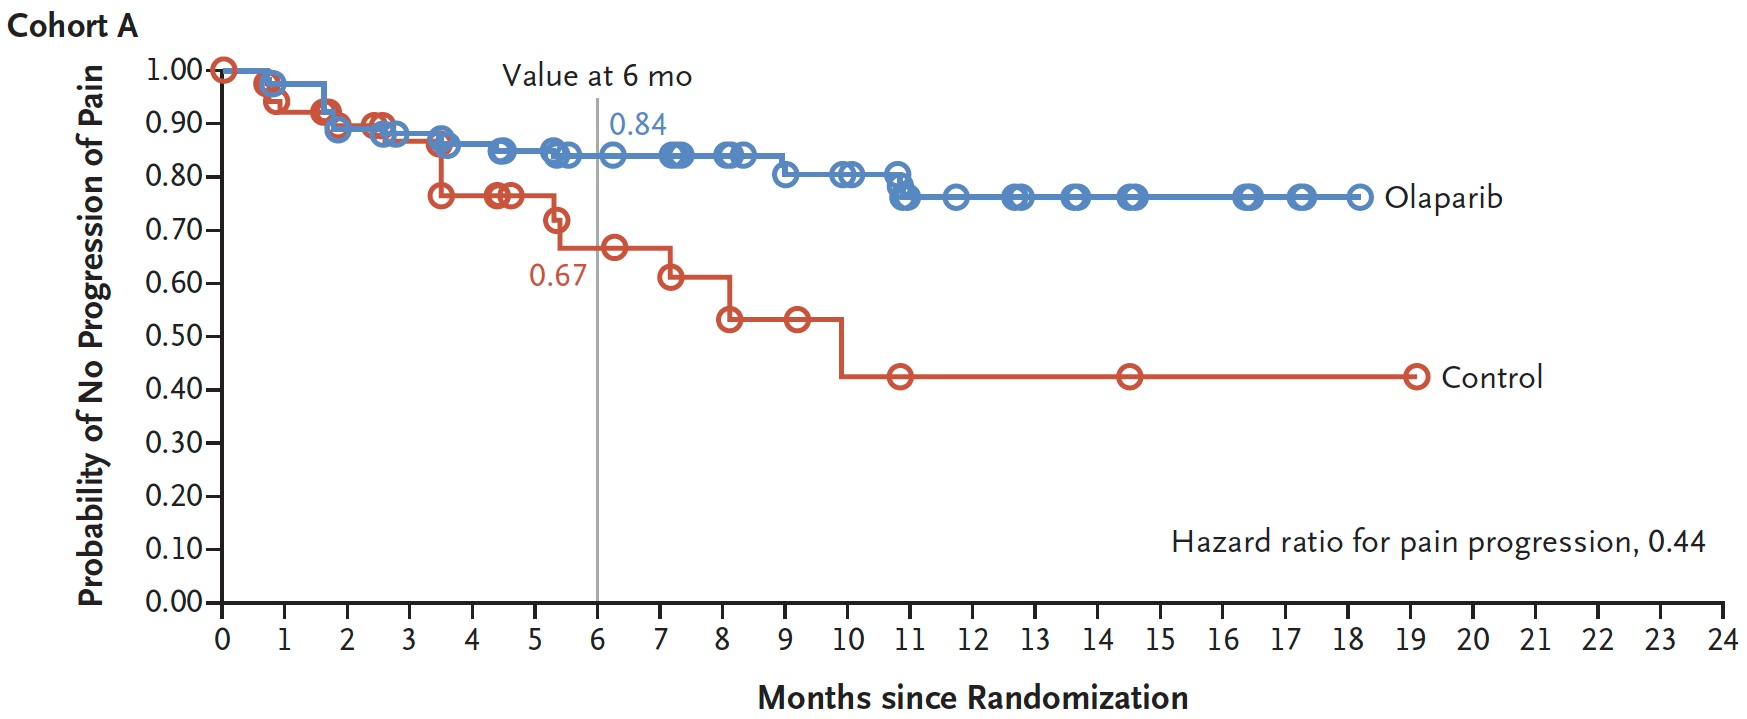 Cohort A
Probability of No Progression of Pain
1.00
0.90
0.80
0.70
0.60
0.50
0.40
0.30
0.20
0.10
0.00
Value at 6 mo
0.84
0.67
Olaparib
Control
Hazard ratio for pain progression, 0.44
0 1 2 3 4 5 6 7 8 9 10 11 12 13 14 15 16 17 18 19 20 21 22 23 24
Months since Randomization